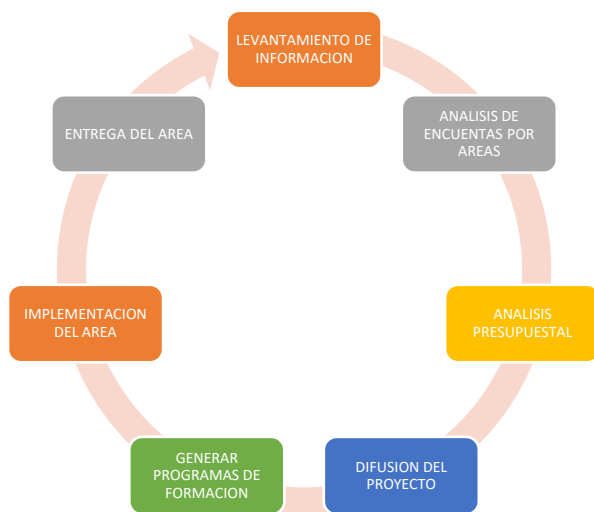 LEVANTAMIENTO DE
INFORMACION
ANALISIS DE
ENCUENTAS POR
AREAS
ANALISIS
PRESUPUESTAL
DIFUSION DEL
PROYECTO
GENERAR
PROGRAMAS DE
FORMACION
IMPLEMENTACION
DEL AREA
ENTREGA DEL AREA